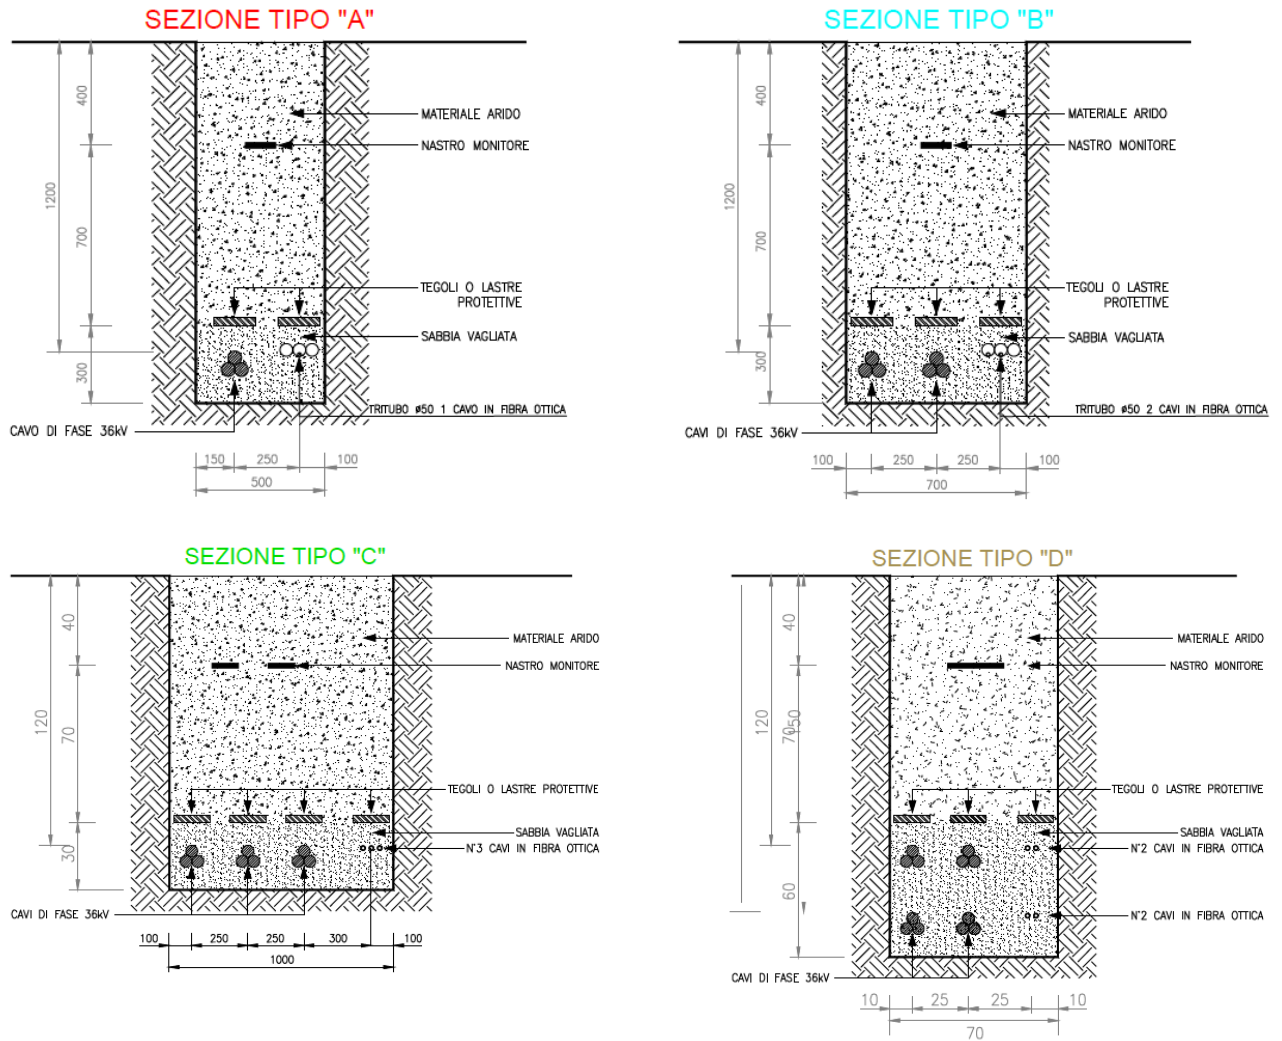 SEZIONE TIPO "A"
400
MATERIALE ARIDO
NASTRO MONITORE
1200
700
TEGOLI O LASTRE
PROTETTIVE
SABBIA VAGLIATA
300
TRITUBO ø50 1 CAVO IN FIBRA OTTICA
CAVO DI FASE 36kV
150 250 100
500
SEZIONE TIPO "B"
400
MATERIALE ARIDO
NASTRO MONITORE
1200
700
TEGOLI O LASTRE
PROTETTIVE
SABBIA VAGLIATA
300
TRITUBO ø50 2 CAVI IN FIBRA OTTICA
CAVI DI FASE 36kV
100 250 250 100
700
SEZIONE TIPO "C"
40
MATERIALE ARIDO
NASTRO MONITORE
120
70
TEGOLI O LASTRE PROTETTIVE
SABBIA VAGLIATA
N°3 CAVI IN FIBRA OTTICA
30
CAVI DI FASE 36kV
100 250 250 300 100
1000
SEZIONE TIPO "D"
40
MATERIALE ARIDO
NASTRO MONITORE
120
70
150
TEGOLI O LASTRE PROTETTIVE
SABBIA VAGLIATA
N°2 CAVI IN FIBRA OTTICA
60
N°2 CAVI IN FIBRA OTTICA
CAVI DI FASE 36kV
10 25 25 10
70